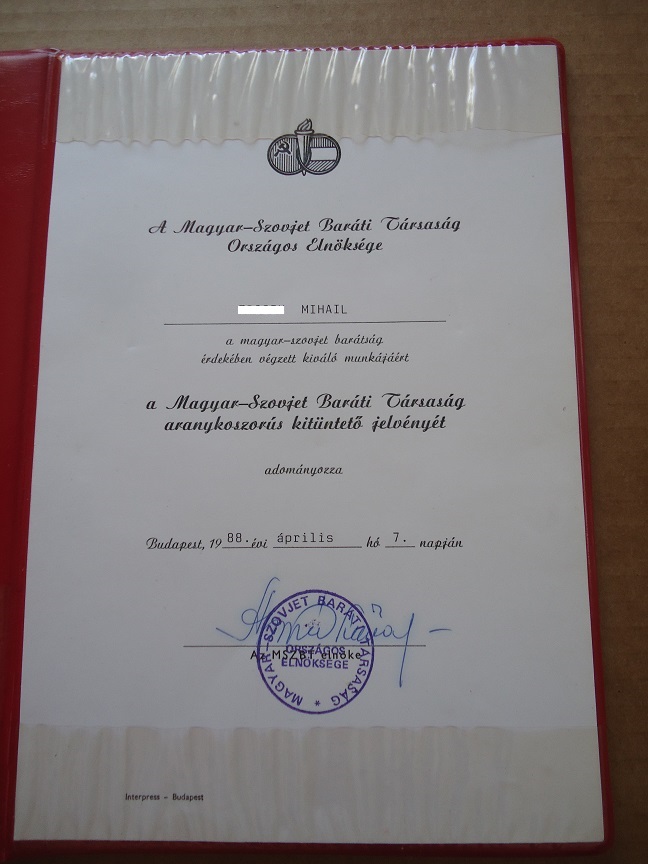 A Magyar–Szovjet Baráti Társaság
Országos Elnöksége
MIHAIL
a magyar–szovjet barátság
érdekében végzett kiváló munkájáért
a Magyar–Szovjet Baráti Társaság
aranykoszorús kitüntető jelvényét
adományozza
Budapest, 19 88. évi április hó 7. napján
Az MSZBT elnöke
MAGYAR-SZOVJET BARÁTI TÁRSASÁG *
ORSZÁGOS
ELNÖKSÉGE
Interpress – Budapest